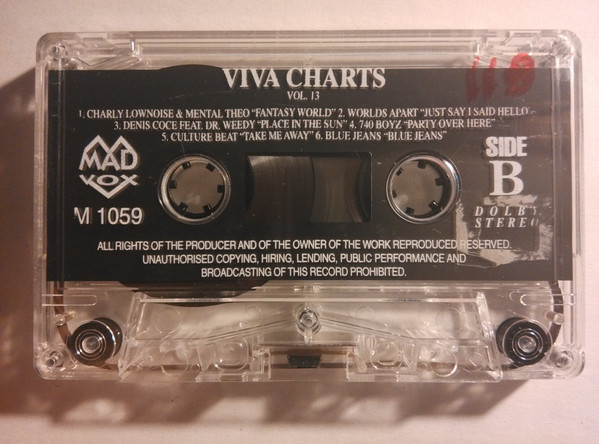 VIVA CHARTS
VOL. 13
1. CHARLY LOWNOISE & MENTAL THEO "FANTASY WORLD" 2. WORLDS APART "JUST SAY I SAID HELLO"
3. DENIS COCE FEAT. DR. WEEDY "PLACE IN THE SUN" 4. 740 BOYZ "PARTY OVER HERE"
5. CULTURE BEAT "TAKE ME AWAY" 6. BLUE JEANS "BLUE JEANS"
MAD
VOX
M 1059
SIDE
B
DOLBY
STEREO
ALL RIGHTS OF THE PRODUCER AND OF THE OWNER OF THE WORK REPRODUCED RESERVED.
UNAUTHORISED COPYING, HIRING, LENDING, PUBLIC PERFORMANCE AND
BROADCASTING OF THIS RECORD PROHIBITED.